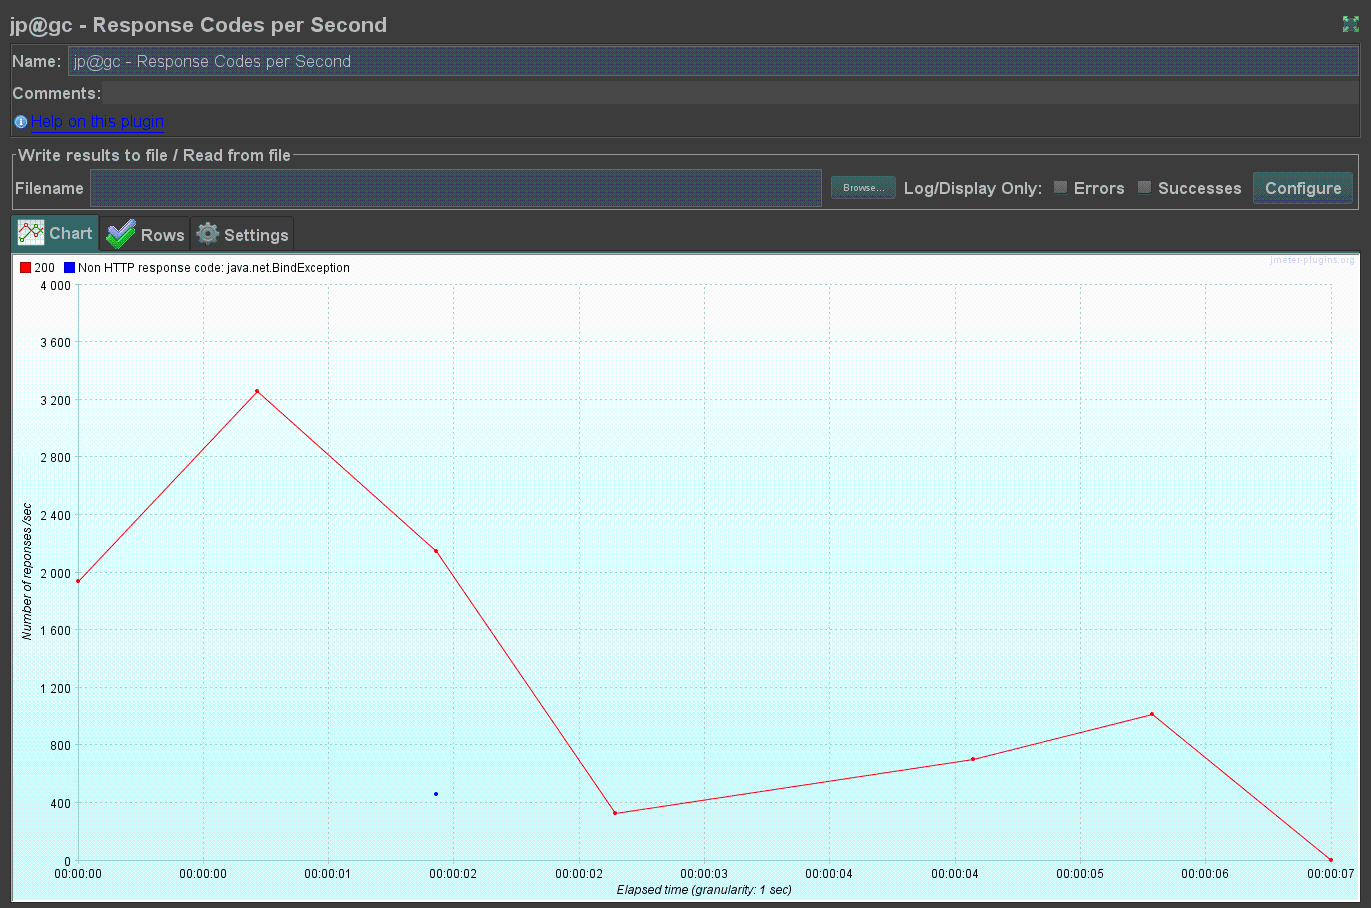 jp@gc - Response Codes per Second
Name: jp@gc - Response Codes per Second
Comments:
Help on this plugin
Write results to file / Read from file
Filename Browse... Log/Display Only: Errors Successes Configure
Chart Rows Settings
200 Non HTTP response code: java.net.BindException
jmeter-plugins.org
4 000
3 600
3 200
2 800
2 400
2 000
1 600
1 200
800
400
0
Number of reponses /sec
00:00:00 00:00:00 00:00:01 00:00:02 00:00:02 00:00:03 00:00:04 00:00:04 00:00:05 00:00:06 00:00:07
Elapsed time (granularity: 1 sec)